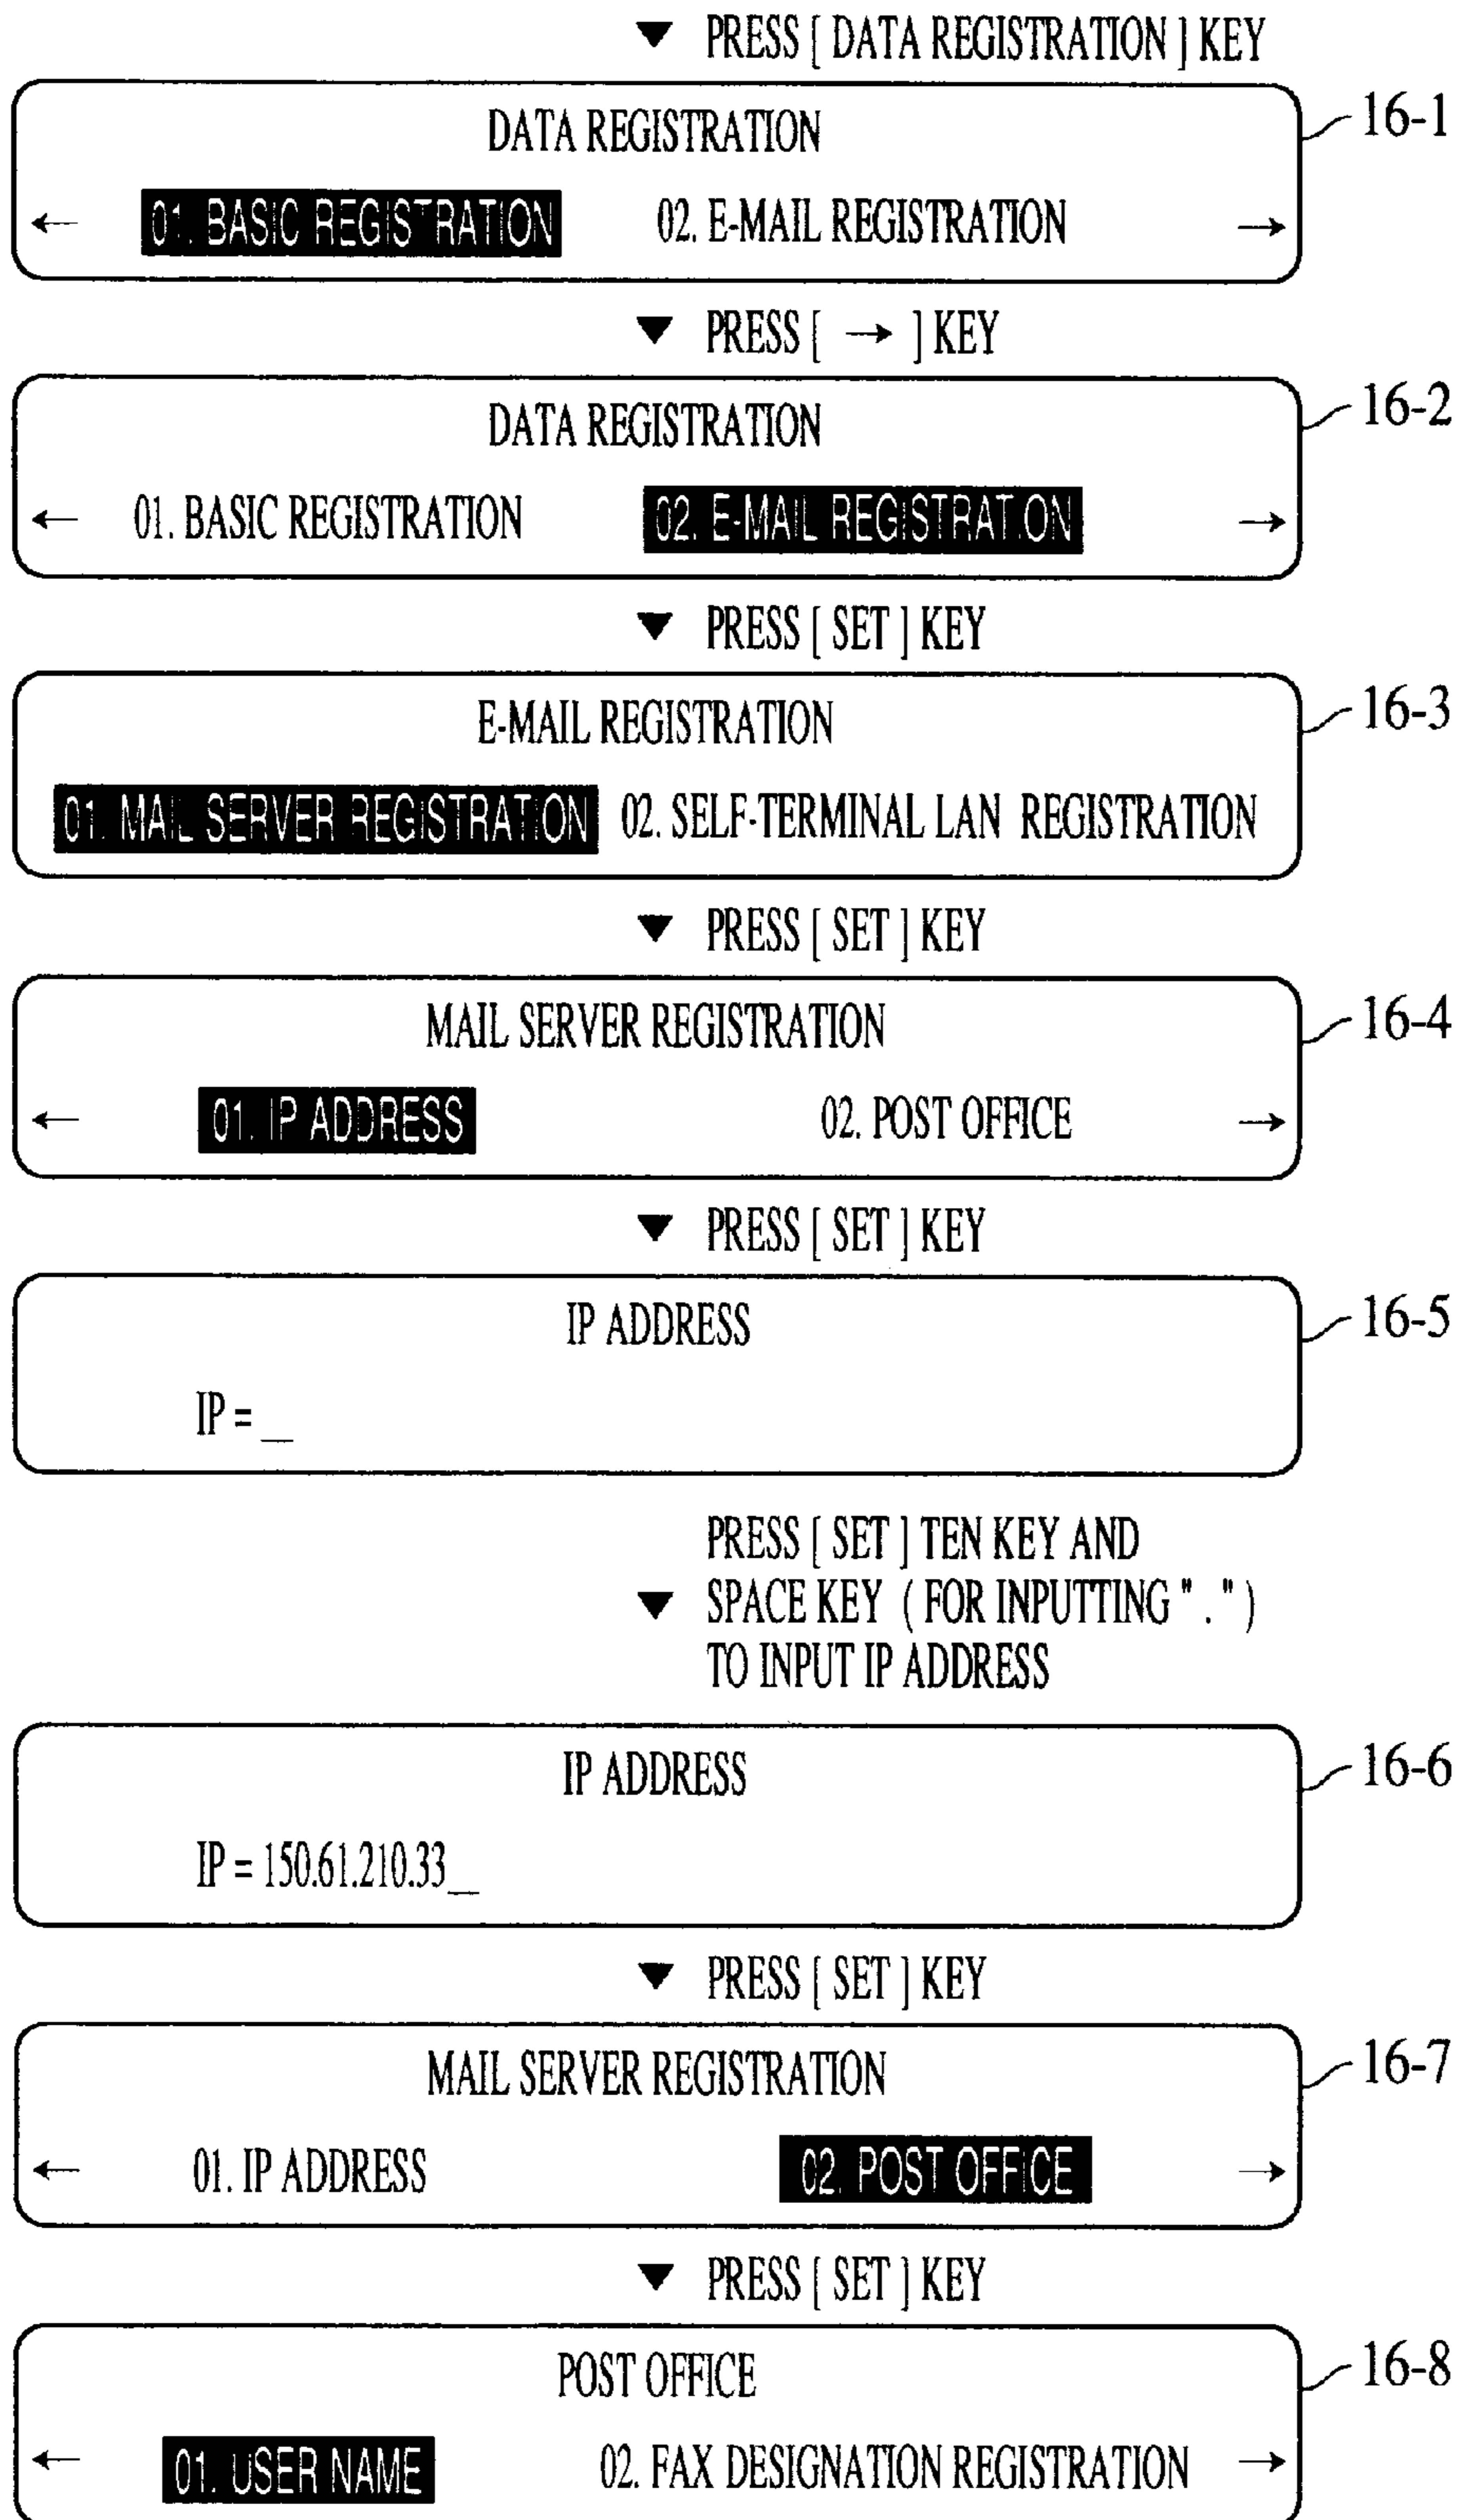 ▼ PRESS [ DATA REGISTRATION ] KEY
DATA REGISTRATION
16-1
← 01. BASIC REGISTRATION 02. E-MAIL REGISTRATION →
▼ PRESS [ → ] KEY
DATA REGISTRATION
16-2
← 01. BASIC REGISTRATION 02. E-MAIL REGISTRATION →
▼ PRESS [ SET ] KEY
E-MAIL REGISTRATION
16-3
01. MAIL SERVER REGISTRATION 02. SELF-TERMINAL LAN REGISTRATION
▼ PRESS [ SET ] KEY
MAIL SERVER REGISTRATION
16-4
← 01. IP ADDRESS 02. POST OFFICE →
▼ PRESS [ SET ] KEY
IP ADDRESS
16-5
IP = _
PRESS [ SET ] TEN KEY AND
▼ SPACE KEY ( FOR INPUTTING " . " )
TO INPUT IP ADDRESS
IP ADDRESS
16-6
IP = 150.61.210.33_
▼ PRESS [ SET ] KEY
MAIL SERVER REGISTRATION
16-7
← 01. IP ADDRESS 02. POST OFFICE →
▼ PRESS [ SET ] KEY
POST OFFICE
16-8
← 01. USER NAME 02. FAX DESIGNATION REGISTRATION →